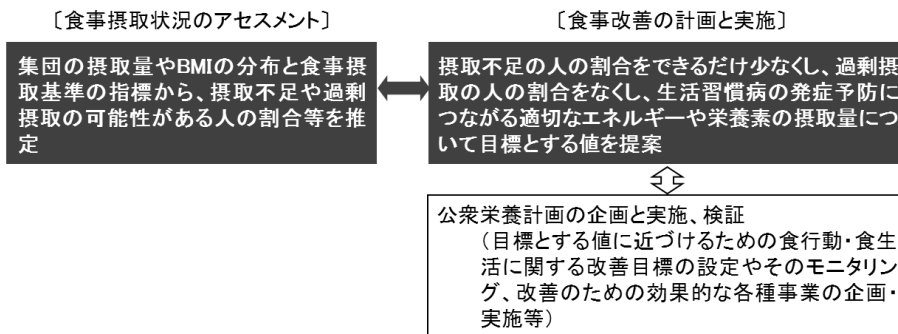 〔食事摂取状況のアセスメント〕
〔食事改善の計画と実施〕
集団の摂取量やBMIの分布と食事摂
取基準の指標から、摂取不足や過剰
摂取の可能性がある人の割合等を推
定
摂取不足の人の割合をできるだけ少なくし、過剰摂
取の人の割合をなくし、生活習慣病の発症予防に
つながる適切なエネルギーや栄養素の摂取量につ
いて目標とする値を提案
公衆栄養計画の企画と実施、検証
（目標とする値に近づけるための食行動・食生
活に関する改善目標の設定やそのモニタリン
グ、改善のための効果的な各種事業の企画・
実施等）